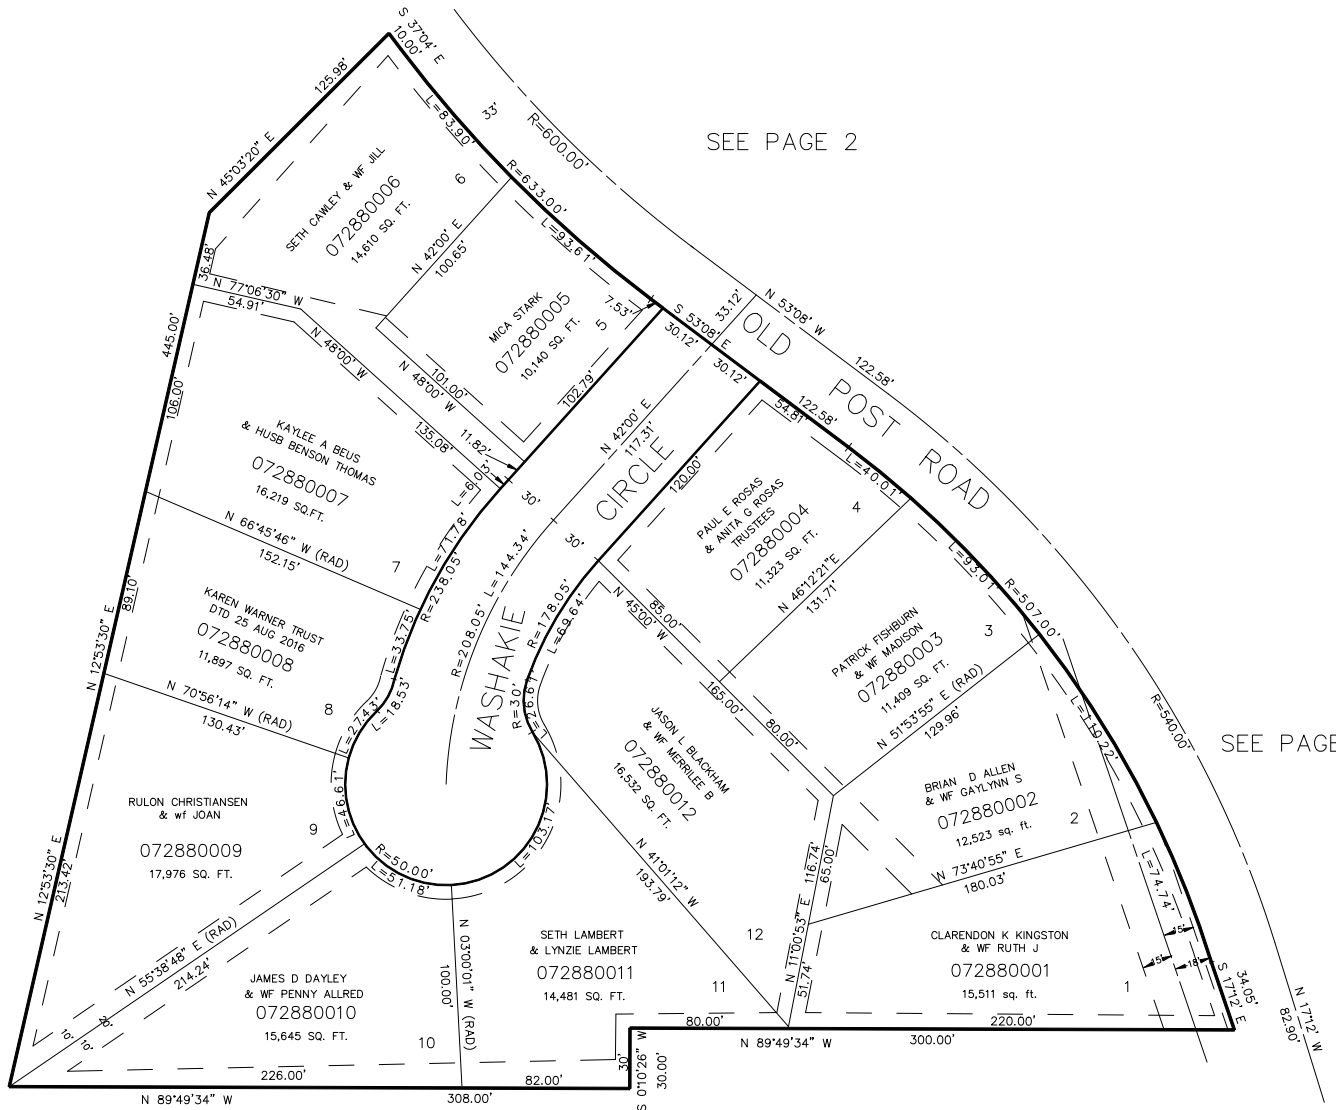 S 37°04' E
10.00'
125.98'
N 45°03'20" E
L=83.90'
33'
R=600.00'
SEE PAGE 2
R=633.00'
SETH CAWLEY & WF JILL
072880006
14,610 SQ. FT.
6
N 42°00' E
100.65'
L=93.61'
36.48'
N 77°06'30" W
54.91'
MICA STARK
072880005
10,140 SQ. FT.
5
7.53'
S 53°08' E
30.12'
30.12'
33.12'
N 53°08' W
122.58'
OLD POST ROAD
122.58'
54.81'
445.00'
106.00'
N 48°00' W
N 48°00' W
101.00'
135.08'
11.82'
102.79'
N 42°00' E
117.31'
KAYLEE A BEUS
& HUSB BENSON THOMAS
072880007
16,219 SQ.FT.
7
L=6.03'
30'
30'
120.00'
WASHAKIE CIRCLE
PAUL E ROSAS
& ANITA G ROSAS
TRUSTEES
072880004
11,323 SQ. FT.
4
L=40.01'
N 66°45'46" W (RAD)
152.15'
L=71.78'
R=238.05'
L=144.34'
R=208.05'
R=178.05'
L=69.64'
N 45°00' W
85.00'
165.00'
80.00'
N 46°12'21"E
131.71'
L=93.01'
R=507.00'
89.10'
N 12°53'30" E
KAREN WARNER TRUST
DTD 25 AUG 2016
072880008
11,897 SQ. FT.
8
L=33.75'
L=18.53'
L=27.43'
R=30'
L=26.61'
PATRICK FISHBURN
& WF MADISON
072880003
11,409 SQ. FT.
3
N 51°53'55" E (RAD)
129.96'
L=119.22'
R=540.00'
SEE PAGE
N 70°56'14" W (RAD)
130.43'
JASON L BLACKHAM
& WF MERRILEE B
072880012
16,532 SQ. FT.
12
BRIAN D ALLEN
& WF GAYLYNN S
072880002
12,523 sq. ft.
2
RULON CHRISTIANSEN
& wf JOAN
072880009
17,976 SQ. FT.
9
L=46.61'
R=50.00'
L=51.18'
L=103.17'
N 41°01'12" W
193.79'
116.74'
65.00'
N 11°00'53" E
51.74'
W 73°40'55" E
180.03'
L=74.74'
15'
15'
18'
N 12°53'30" E
213.42'
N 55°38'48" E (RAD)
214.24'
10'
20'
10'
JAMES D DAYLEY
& WF PENNY ALLRED
072880010
15,645 SQ. FT.
10
N 03°00'01" W (RAD)
100.00'
SETH LAMBERT
& LYNZIE LAMBERT
072880011
14,481 SQ. FT.
11
CLARENDON K KINGSTON
& WF RUTH J
072880001
15,511 sq. ft.
1
34.05'
S 17°12' E
N 17°12' W
82.90'
80.00'
N 89°49'34" W
220.00'
300.00'
30'
S 0°10'26" W
30.00'
226.00'
82.00'
N 89°49'34" W
308.00'